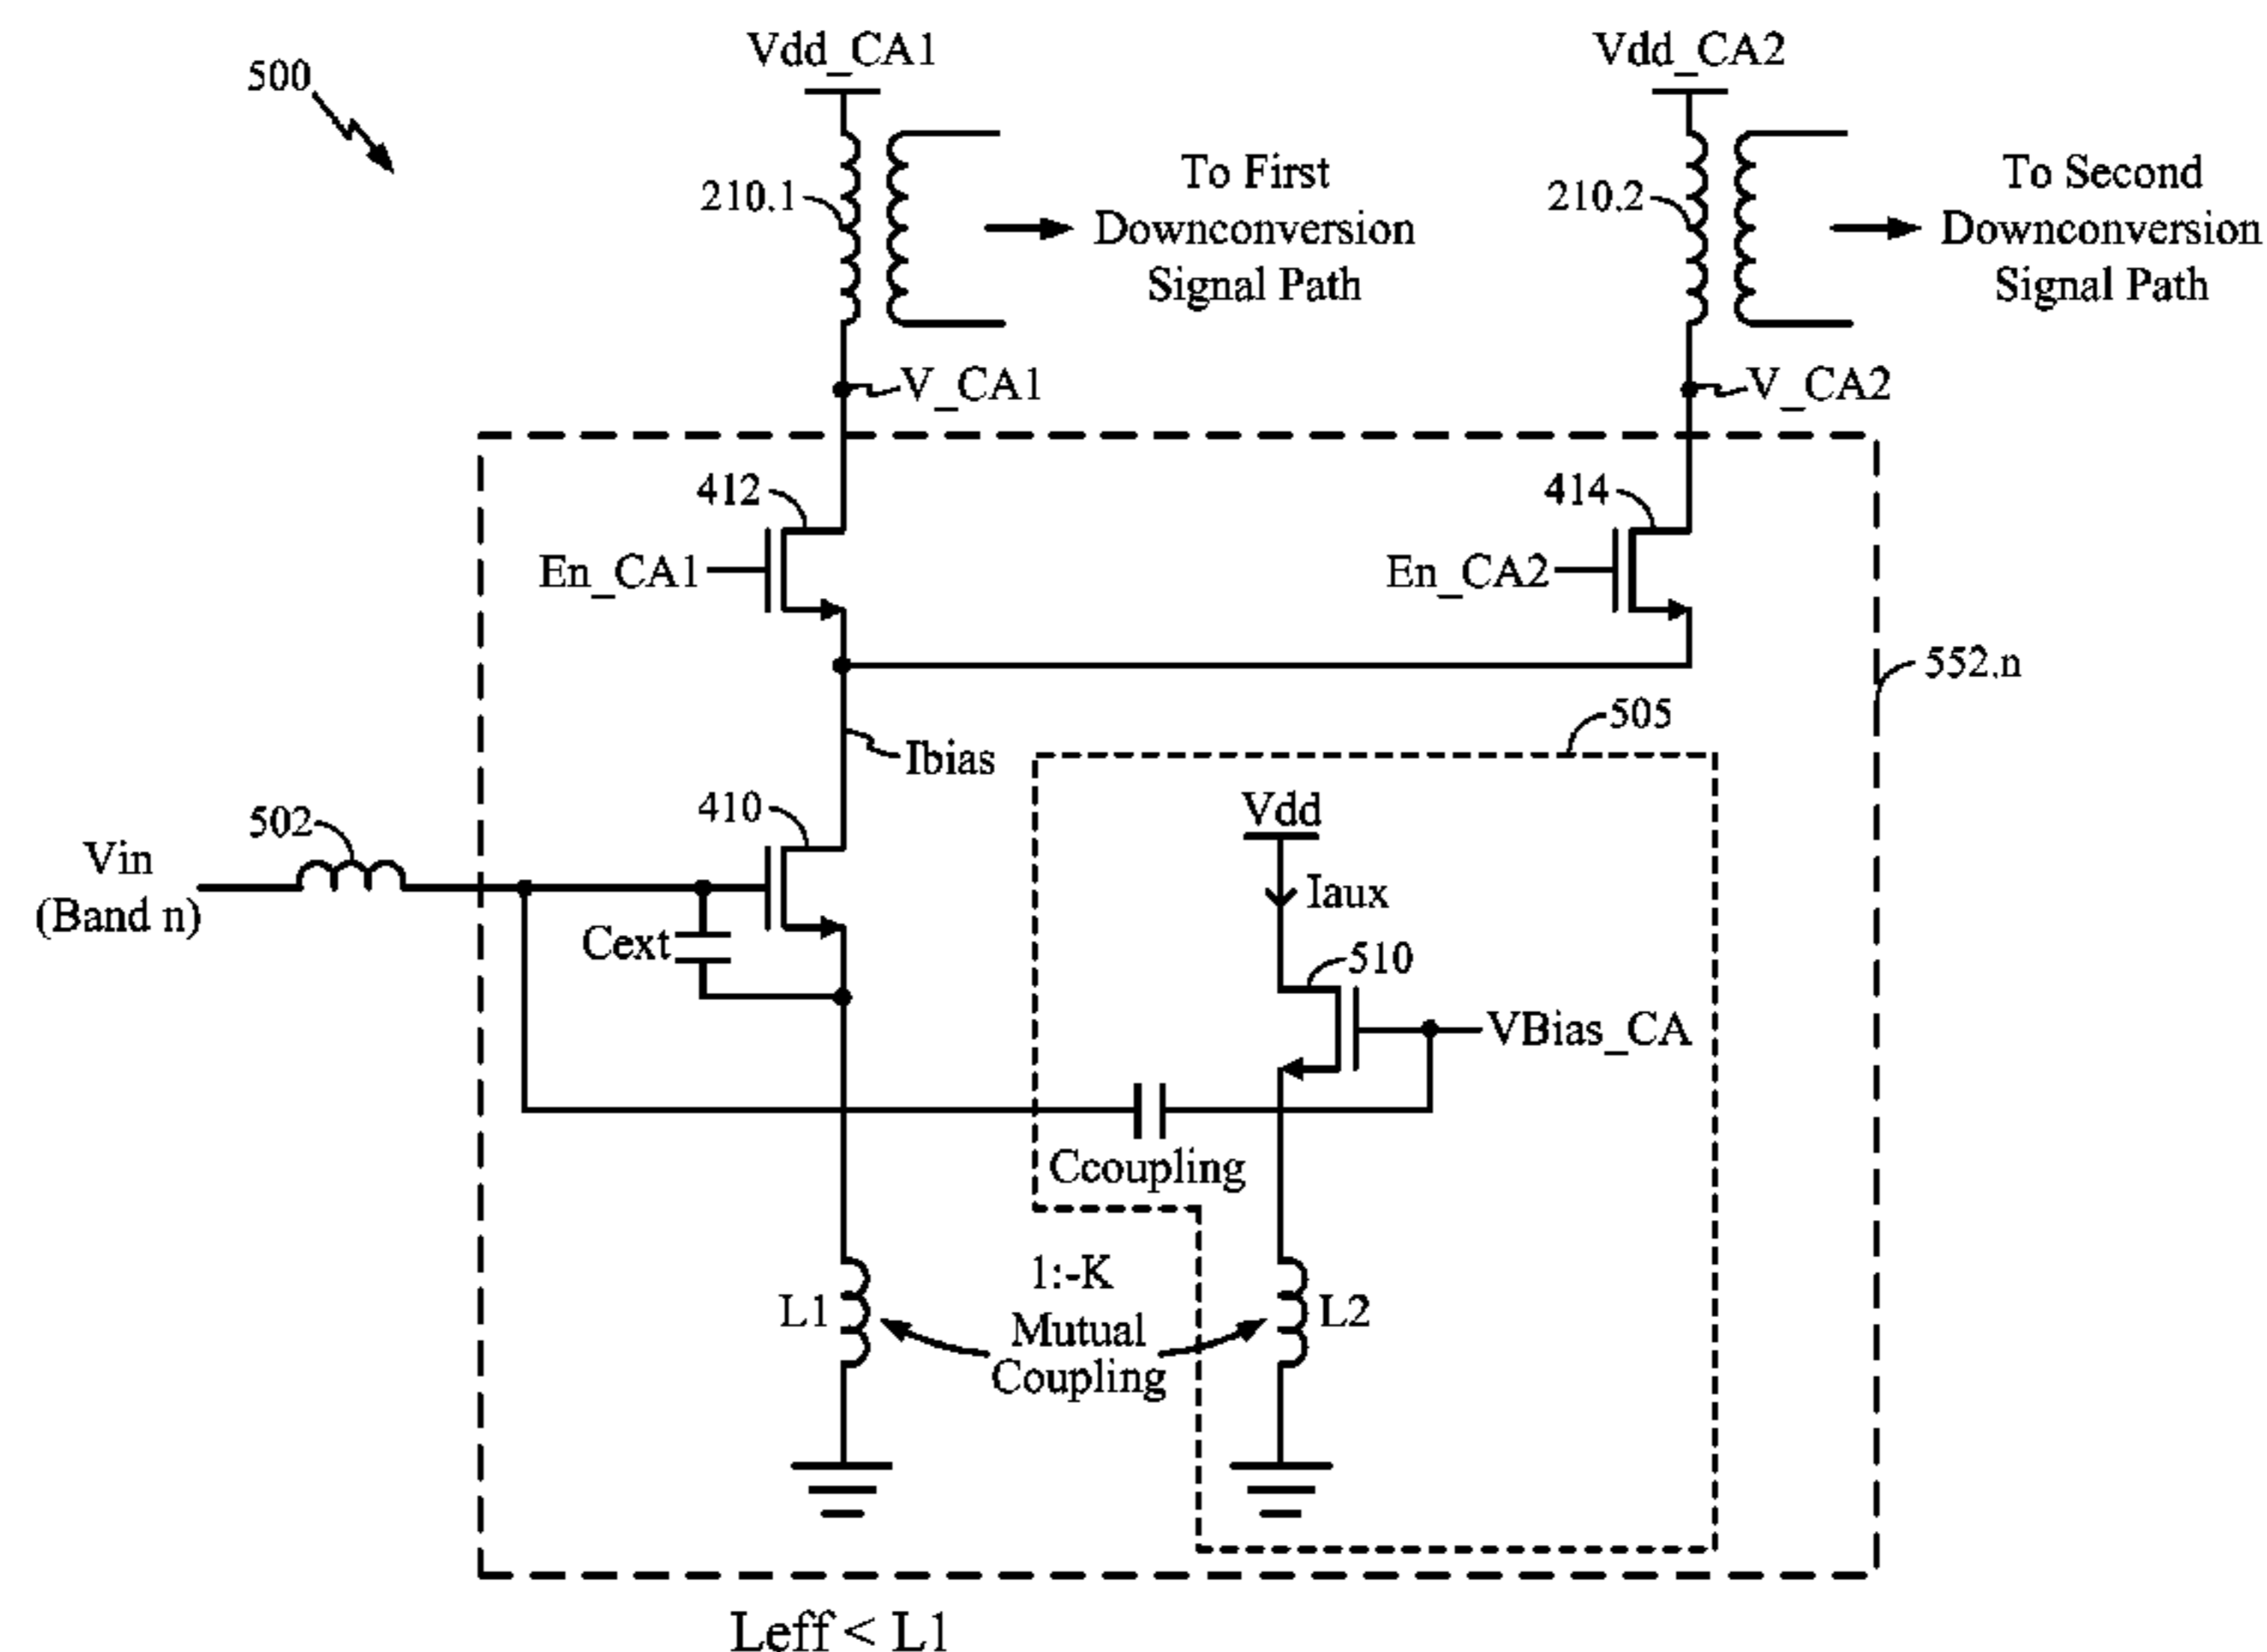 500
Vdd_CA1
Vdd_CA2
210.1
To First
Downconversion
Signal Path
210.2
To Second
Downconversion
Signal Path
V_CA1
V_CA2
412
414
En_CA1
En_CA2
552.n
505
Ibias
502
410
Vdd
Vin
(Band n)
Iaux
Cext
510
VBias_CA
Ccoupling
1:-K
L1
Mutual
Coupling
L2
Leff < L1